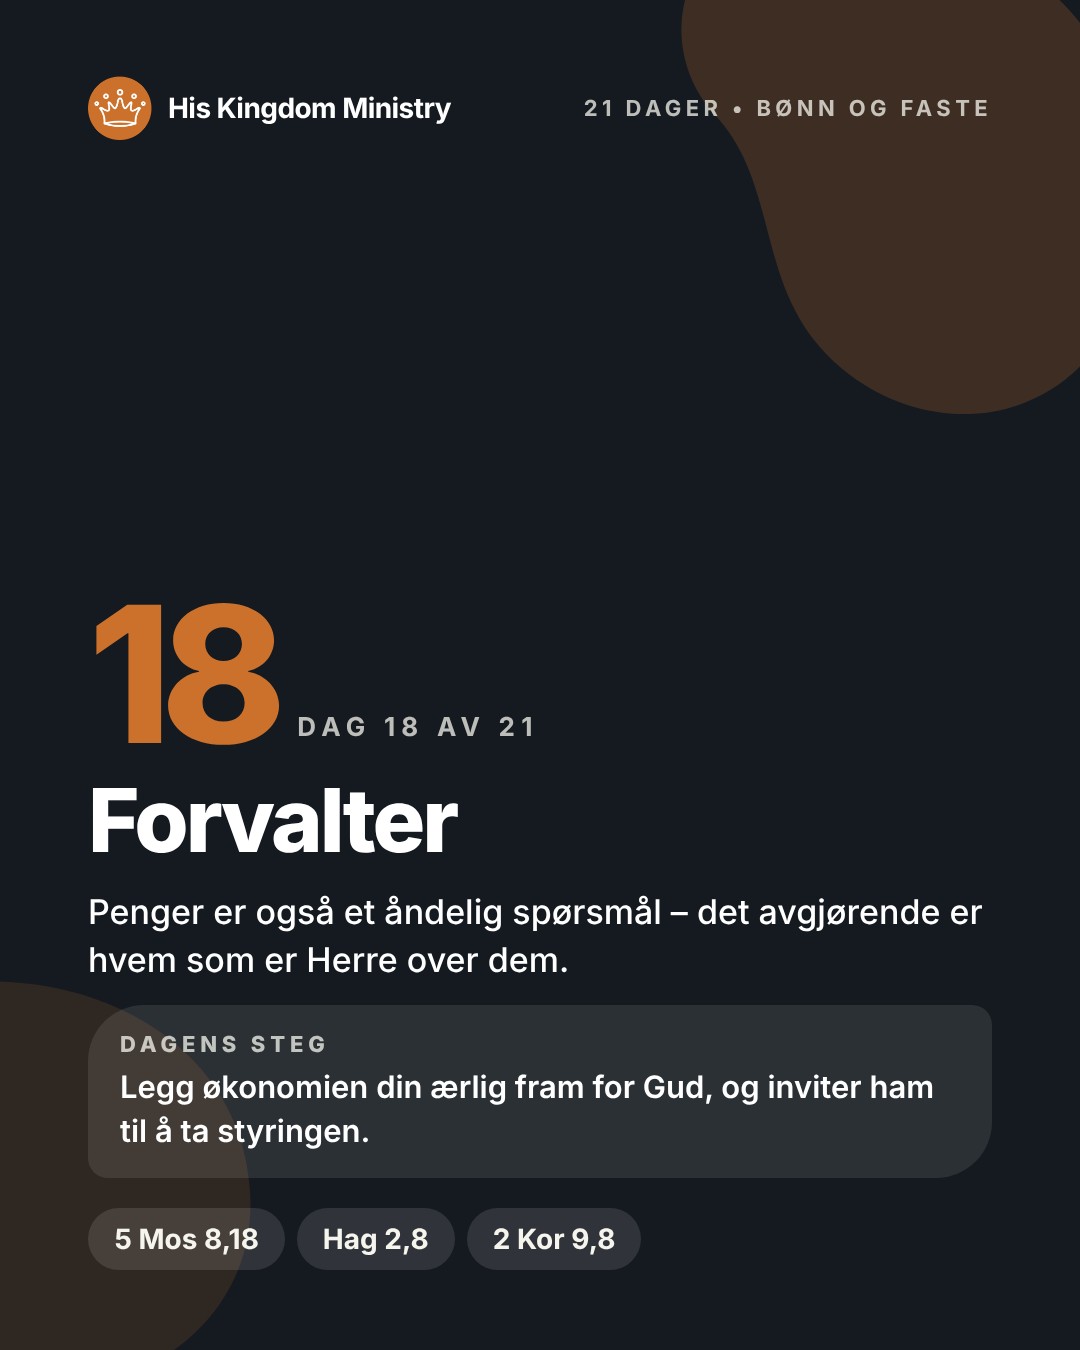 His Kingdom Ministry
21 DAGER • BØNN OG FASTE
18
DAG 18 AV 21
Forvalter
Penger er også et åndelig spørsmål – det avgjørende er
hvem som er Herre over dem.
DAGENS STEG
Legg økonomien din ærlig fram for Gud, og inviter ham
til å ta styringen.
5 Mos 8,18
Hag 2,8
2 Kor 9,8